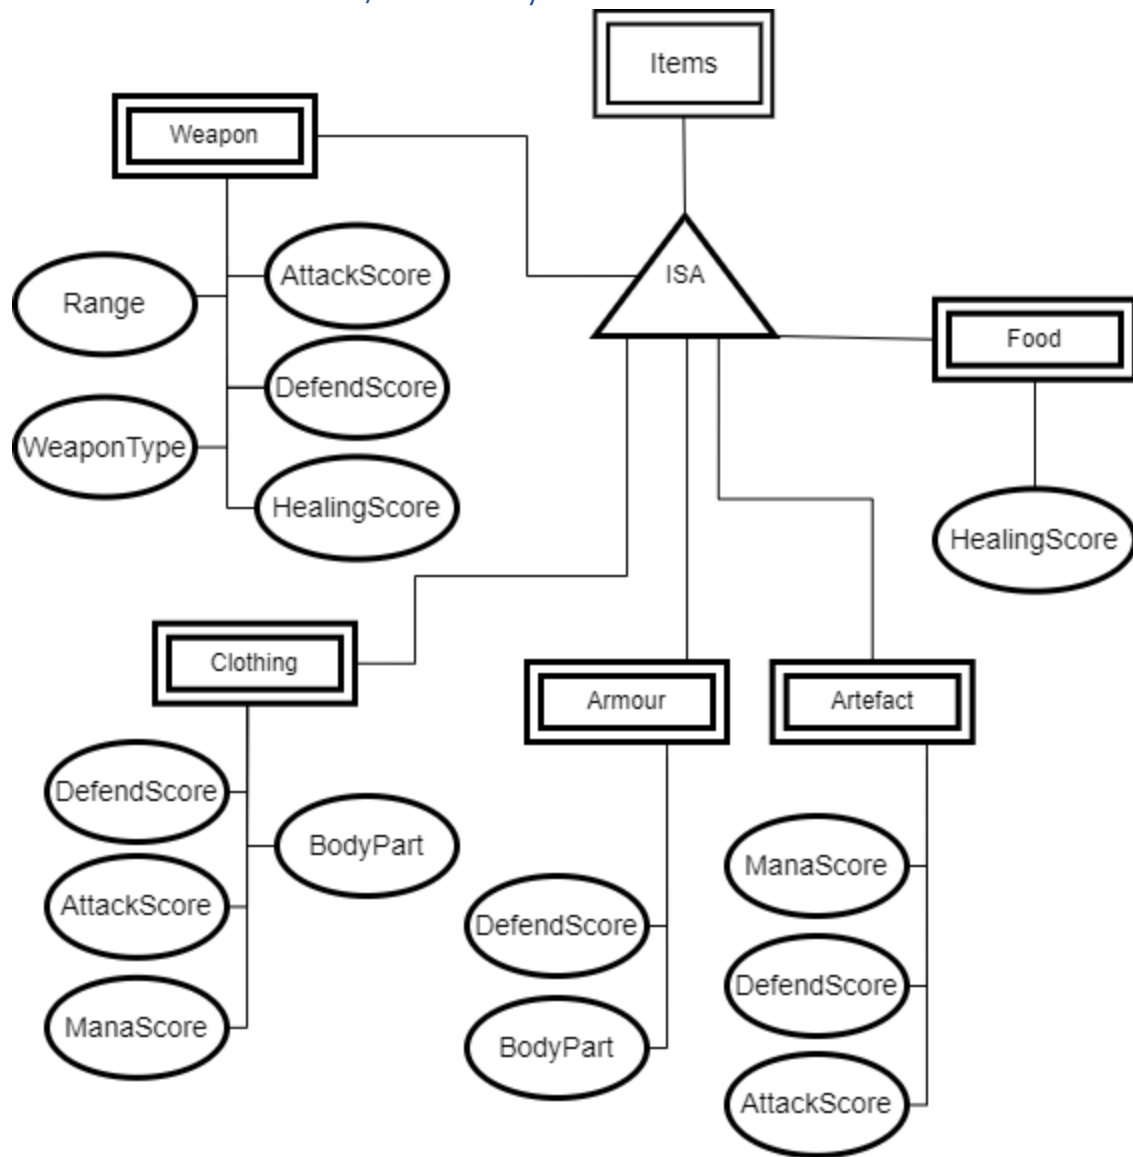 Items
Weapon
ISA
AttackScore
Range
Food
DefendScore
WeaponType
HealingScore
HealingScore
Clothing
Armour
Artefact
DefendScore
BodyPart
ManaScore
AttackScore
DefendScore
DefendScore
ManaScore
BodyPart
AttackScore